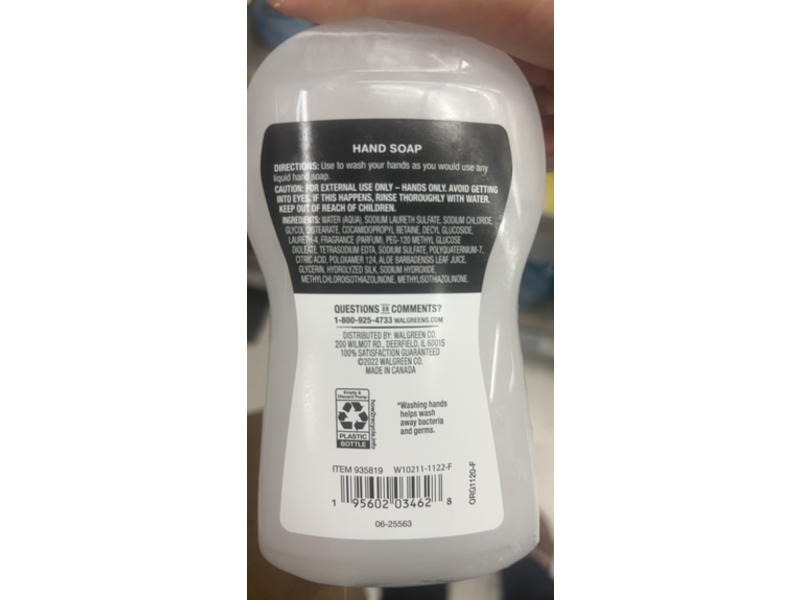 HAND SOAP
DIRECTIONS: Use to wash your hands as you would use any
liquid hand soap.
CAUTION: FOR EXTERNAL USE ONLY – HANDS ONLY. AVOID GETTING
INTO EYES. IF THIS HAPPENS, RINSE THOROUGHLY WITH WATER.
KEEP OUT OF REACH OF CHILDREN.
INGREDIENTS: WATER (AQUA), SODIUM LAURETH SULFATE, SODIUM CHLORIDE,
GLYCOL DISTEARATE, COCAMIDOPROPYL BETAINE, DECYL GLUCOSIDE,
LAURETH-4, FRAGRANCE (PARFUM), PEG-120 METHYL GLUCOSE
DIOLEATE, TETRASODIUM EDTA, SODIUM SULFATE, POLYQUATERNIUM-7,
CITRIC ACID, POLOXAMER 124, ALOE BARBADENSIS LEAF JUICE,
GLYCERIN, HYDROLYZED SILK, SODIUM HYDROXIDE,
METHYLCHLOROISOTHIAZOLINONE, METHYLISOTHIAZOLINONE.
QUESTIONS OR COMMENTS?
1-800-925-4733 WALGREENS.COM
DISTRIBUTED BY: WALGREEN CO.
200 WILMOT RD., DEERFIELD, IL 60015
100% SATISFACTION GUARANTEED
©2022 WALGREEN CO.
MADE IN CANADA
Empty &
Discard Pump
PLASTIC
BOTTLE
how2recycle.info
*Washing hands
helps wash
away bacteria
and germs.
ITEM 935819 W10211-1122-F
1 95602 03462 8
ORG1120-F
06-25563